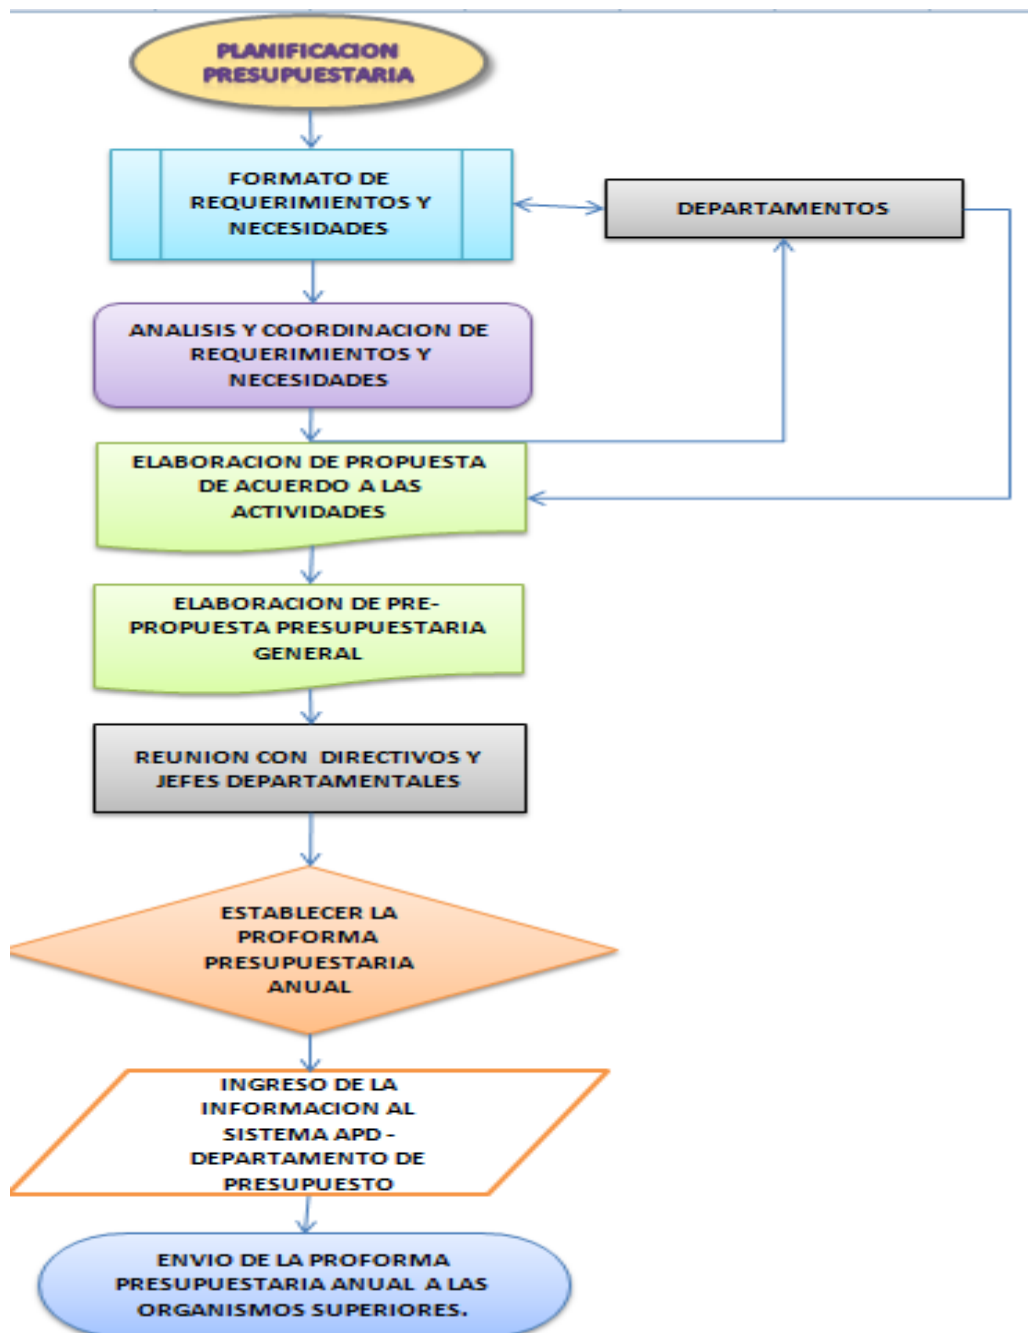 PLANIFICACION
PRESUPUESTARIA
FORMATO DE
REQUERIMIENTOS Y
NECESIDADES
DEPARTAMENTOS
ANALISIS Y COORDINACION DE
REQUERIMIENTOS Y
NECESIDADES
ELABORACION DE PROPUESTA
DE ACUERDO A LAS
ACTIVIDADES
ELABORACION DE PRE-
PROPUESTA PRESUPUESTARIA
GENERAL
REUNION CON DIRECTIVOS Y
JEFES DEPARTAMENTALES
ESTABLECER LA
PROFORMA
PRESUPUESTARIA
ANUAL
INGRESO DE LA
INFORMACION AL
SISTEMA APD -
DEPARTAMENTO DE
PRESUPUESTO
ENVIO DE LA PROFORMA
PRESUPUESTARIA ANUAL A LAS
ORGANISMOS SUPERIORES.